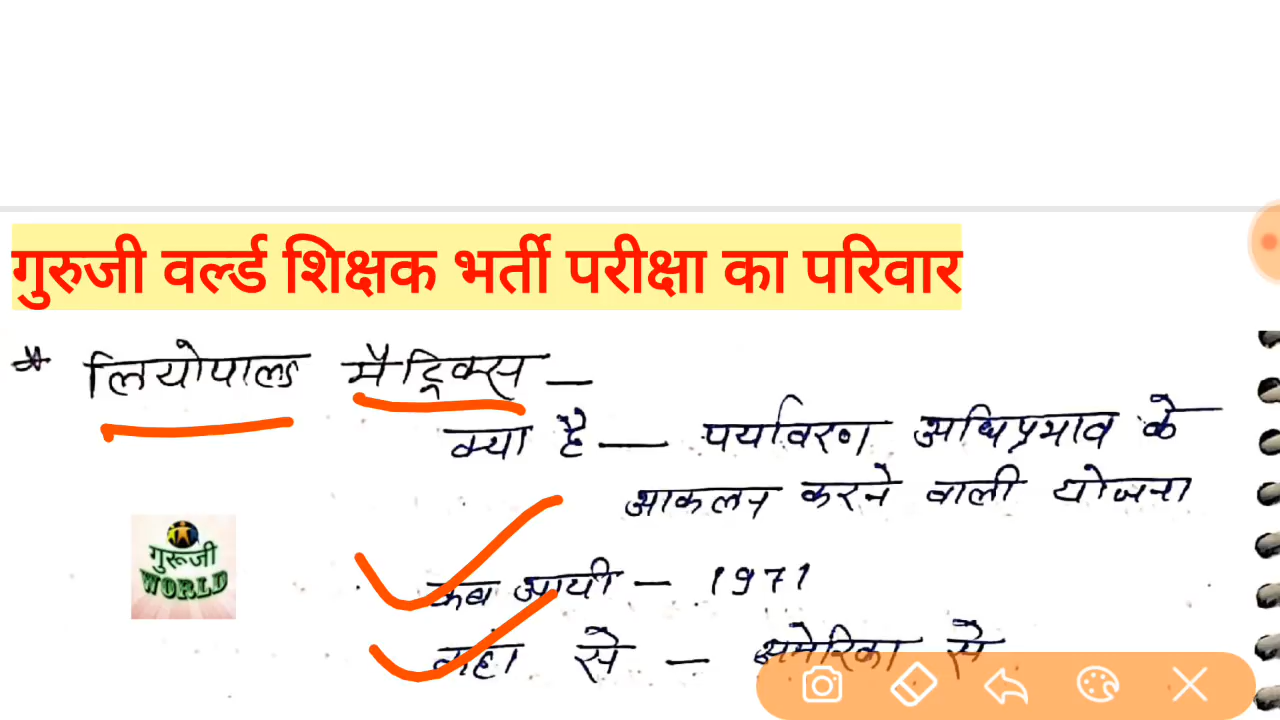 गुरुजी वर्ल्ड शिक्षक भर्ती परीक्षा का परिवार
* लियोपाल्ड मैट्रिक्स —
क्या है — पर्यावरण अधिप्रभाव के
आकलन करने वाली योजना
गुरूजी
WORLD
कब आयी — 1971
कहां से — अमेरिका से